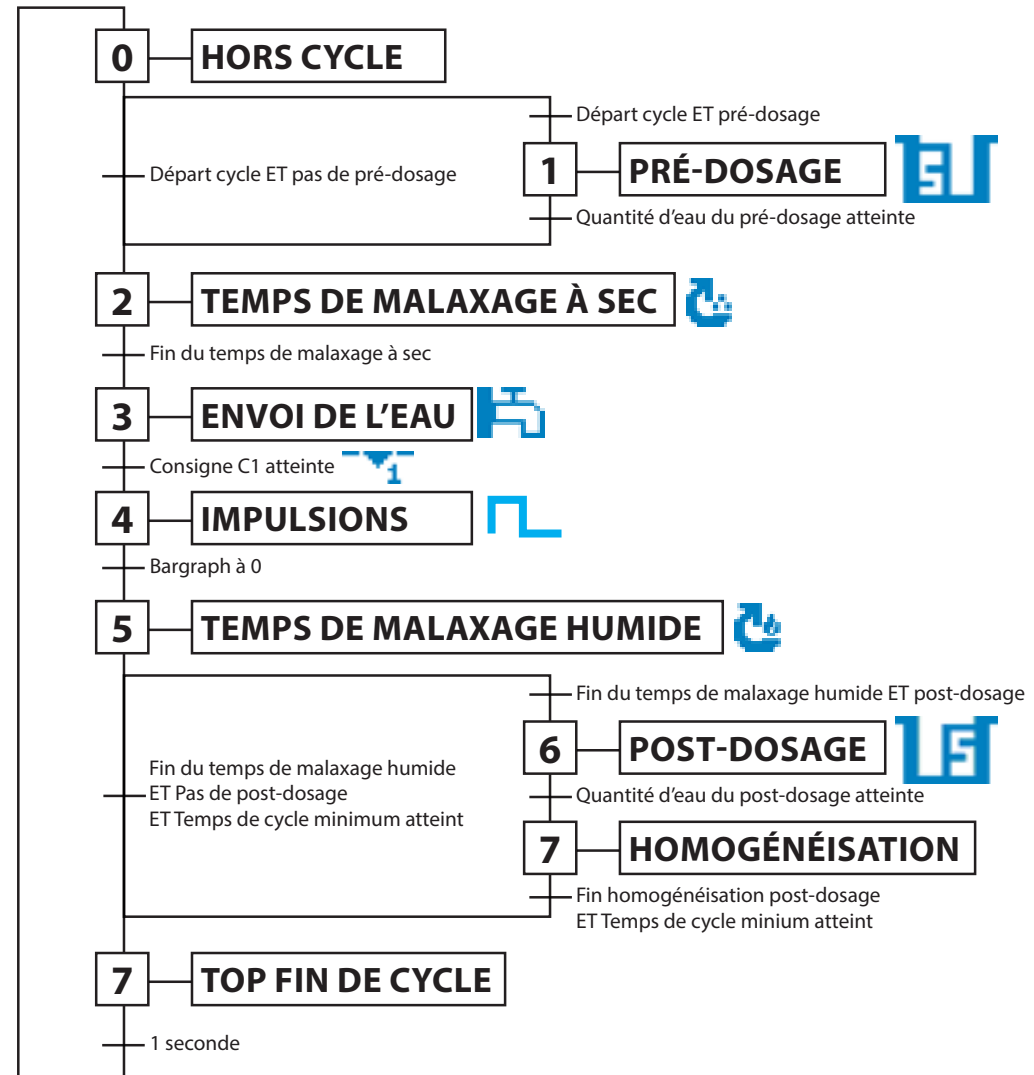 0 HORS CYCLE
Départ cycle ET pré-dosage
Départ cycle ET pas de pré-dosage
1 PRÉ-DOSAGE
Quantité d'eau du pré-dosage atteinte
2 TEMPS DE MALAXAGE À SEC
Fin du temps de malaxage à sec
3 ENVOI DE L'EAU
Consigne C1 atteinte 1
4 IMPULSIONS
Bargraph à 0
5 TEMPS DE MALAXAGE HUMIDE
Fin du temps de malaxage humide ET post-dosage
6 POST-DOSAGE
Fin du temps de malaxage humide
ET Pas de post-dosage
ET Temps de cycle minimum atteint
Quantité d'eau du post-dosage atteinte
7 HOMOGÉNÉISATION
Fin homogénéisation post-dosage
ET Temps de cycle minium atteint
7 TOP FIN DE CYCLE
1 seconde